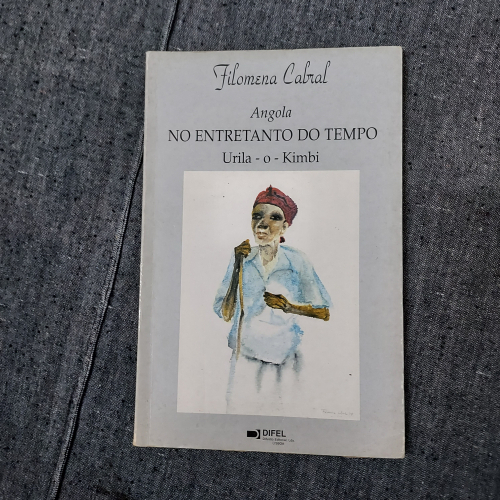 Filomena Cabral
Angola
NO ENTRETANTO DO TEMPO
Urila - o - Kimbi
DIFEL